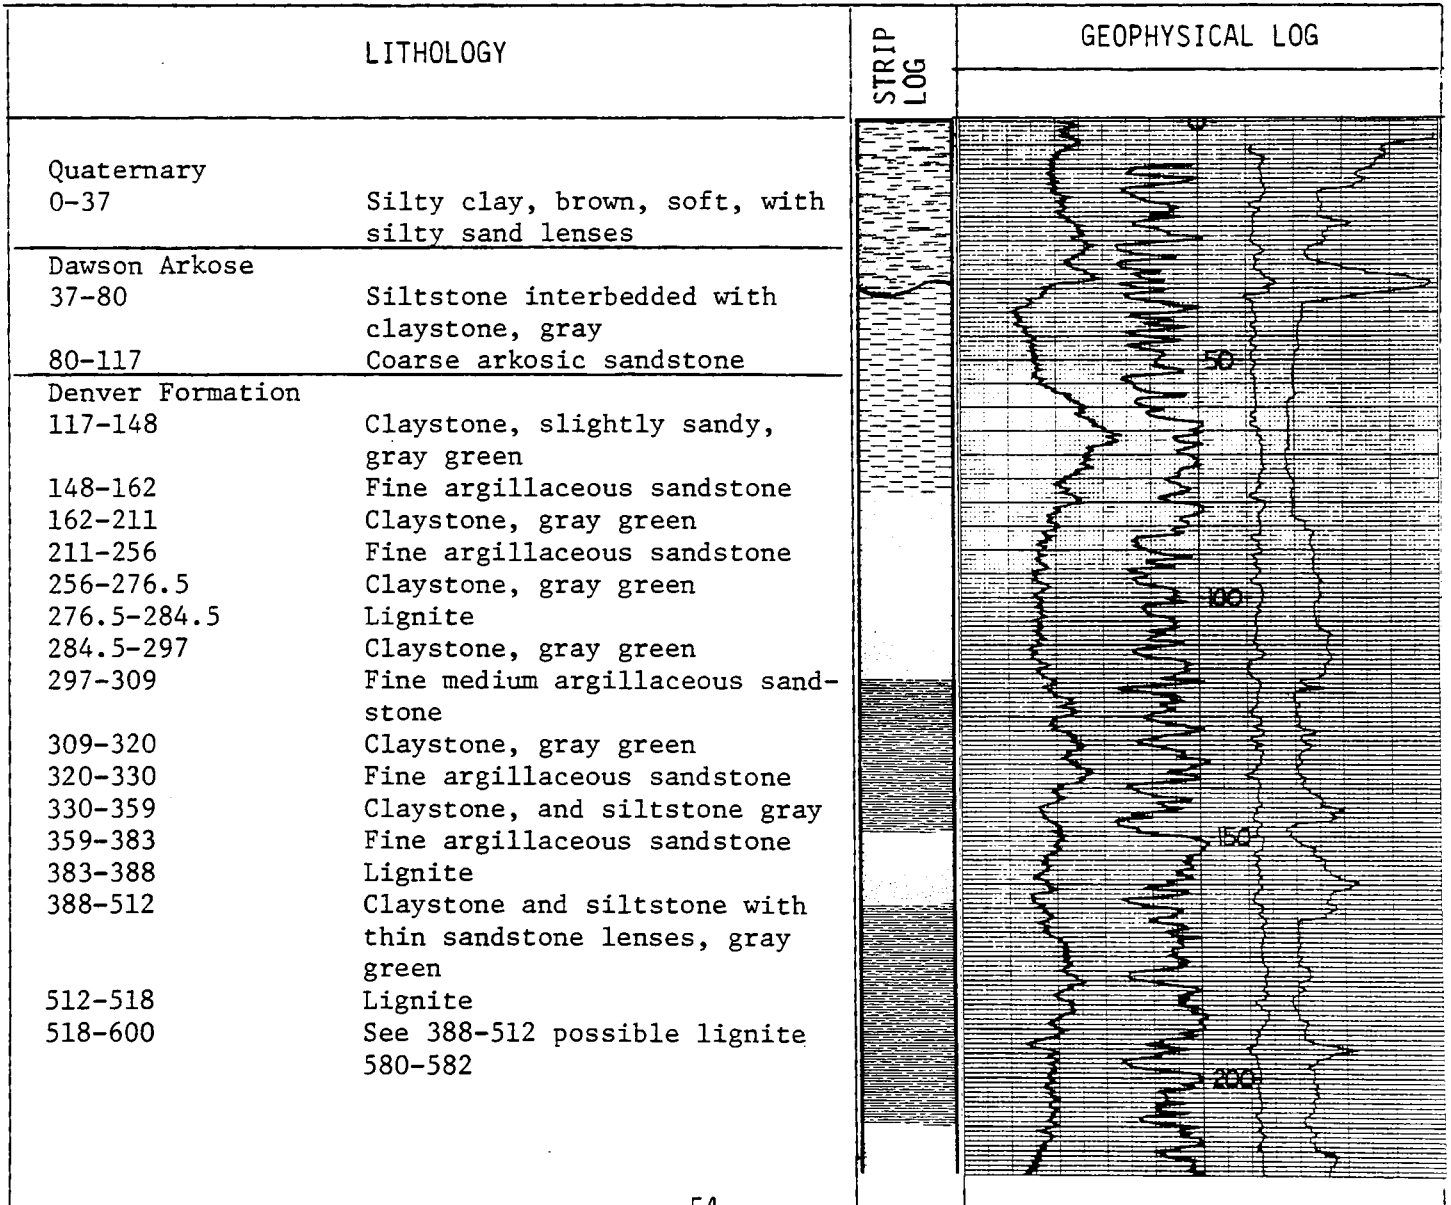 LITHOLOGY
STRIP LOG
GEOPHYSICAL LOG
Quaternary
0-37 Silty clay, brown, soft, with
silty sand lenses
Dawson Arkose
37-80 Siltstone interbedded with
claystone, gray
80-117 Coarse arkosic sandstone
Denver Formation
117-148 Claystone, slightly sandy,
gray green
148-162 Fine argillaceous sandstone
162-211 Claystone, gray green
211-256 Fine argillaceous sandstone
256-276.5 Claystone, gray green
276.5-284.5 Lignite
284.5-297 Claystone, gray green
297-309 Fine medium argillaceous sand-
stone
309-320 Claystone, gray green
320-330 Fine argillaceous sandstone
330-359 Claystone, and siltstone gray
359-383 Fine argillaceous sandstone
383-388 Lignite
388-512 Claystone and siltstone with
thin sandstone lenses, gray
green
512-518 Lignite
518-600 See 388-512 possible lignite
580-582
50
100
150
200